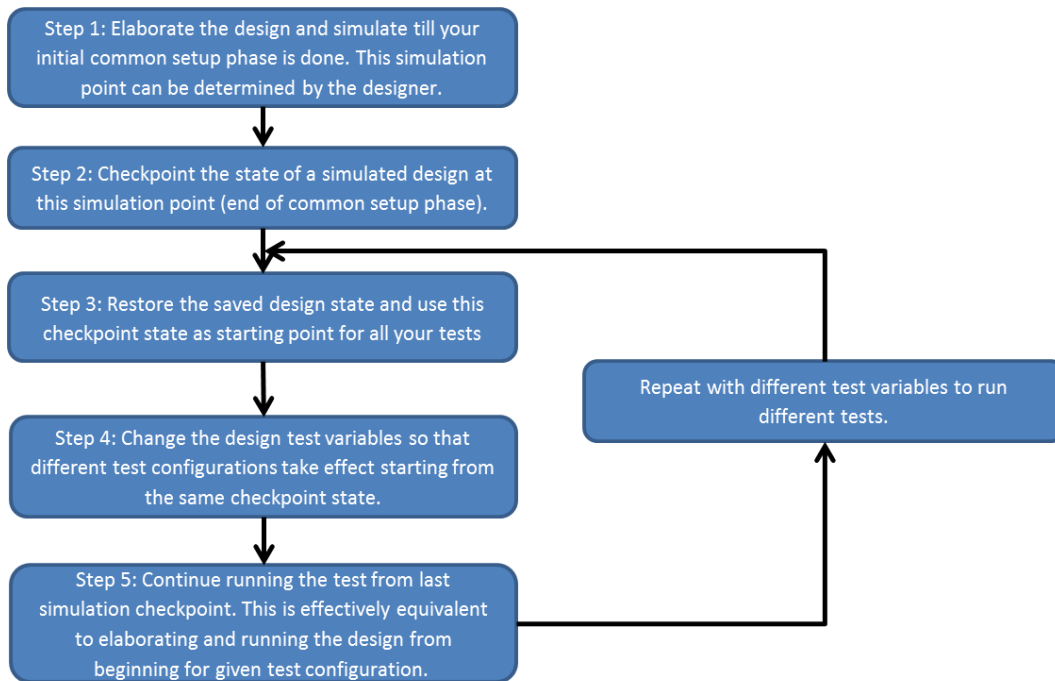 Step 1: Elaborate the design and simulate till your
initial common setup phase is done. This simulation
point can be determined by the designer.
Step 2: Checkpoint the state of a simulated design at
this simulation point (end of common setup phase).
Step 3: Restore the saved design state and use this
checkpoint state as starting point for all your tests
Step 4: Change the design test variables so that
different test configurations take effect starting from
the same checkpoint state.
Step 5: Continue running the test from last
simulation checkpoint. This is effectively equivalent
to elaborating and running the design from
beginning for given test configuration.
Repeat with different test variables to run
different tests.